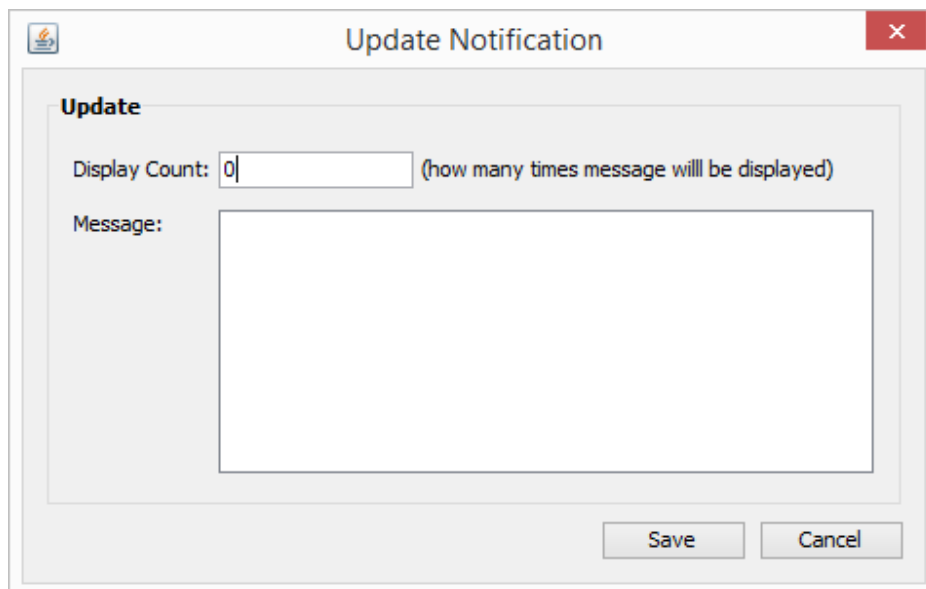 Update Notification
Update
Display Count: 0 (how many times message willl be displayed)
Message:
Save Cancel